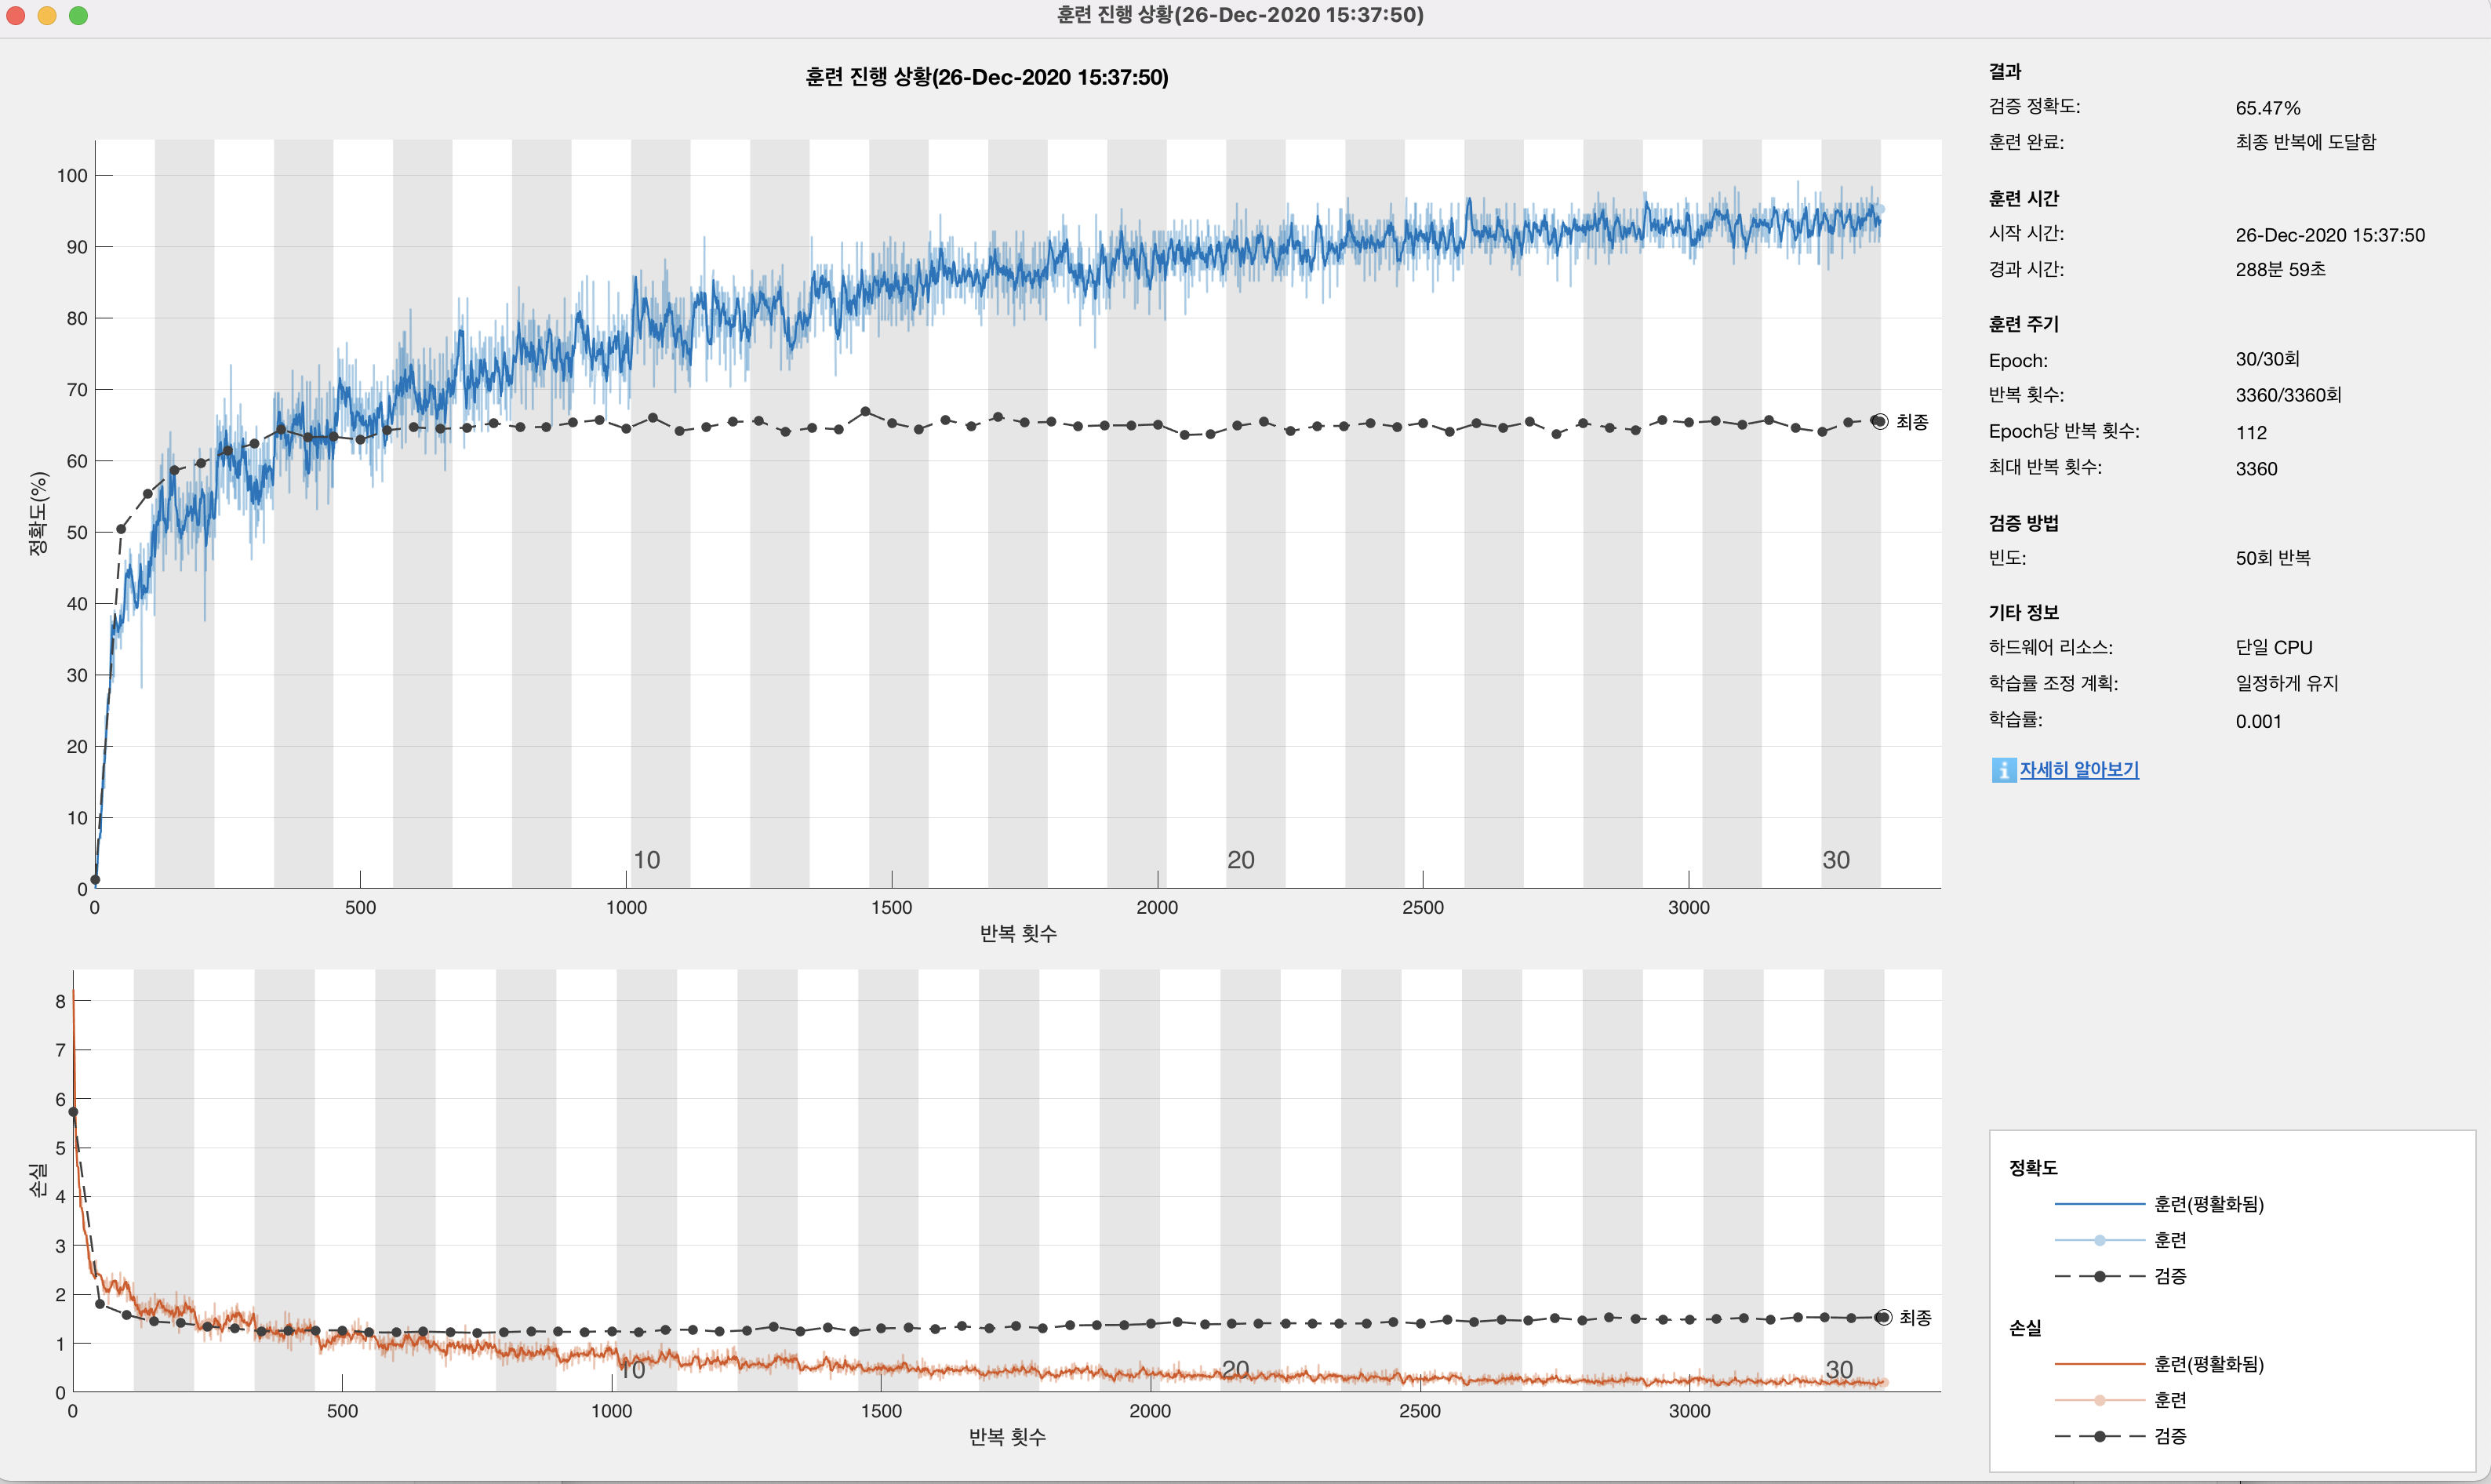 훈련 진행 상황(26-Dec-2020 15:37:50)
훈련 진행 상황(26-Dec-2020 15:37:50)
정확도(%)
100
90
80
70
60
50
40
30
20
10
0
최종
10 20 30
0 500 1000 1500 2000 2500 3000
반복 횟수
손실
8
7
6
5
4
3
2
1
0
최종
10 20 30
0 500 1000 1500 2000 2500 3000
반복 횟수
결과
검증 정확도: 65.47%
훈련 완료: 최종 반복에 도달함
훈련 시간
시작 시간: 26-Dec-2020 15:37:50
경과 시간: 288분 59초
훈련 주기
Epoch: 30/30회
반복 횟수: 3360/3360회
Epoch당 반복 횟수: 112
최대 반복 횟수: 3360
검증 방법
빈도: 50회 반복
기타 정보
하드웨어 리소스: 단일 CPU
학습률 조정 계획: 일정하게 유지
학습률: 0.001
i 자세히 알아보기
정확도
훈련(평활화됨)
훈련
검증
손실
훈련(평활화됨)
훈련
검증